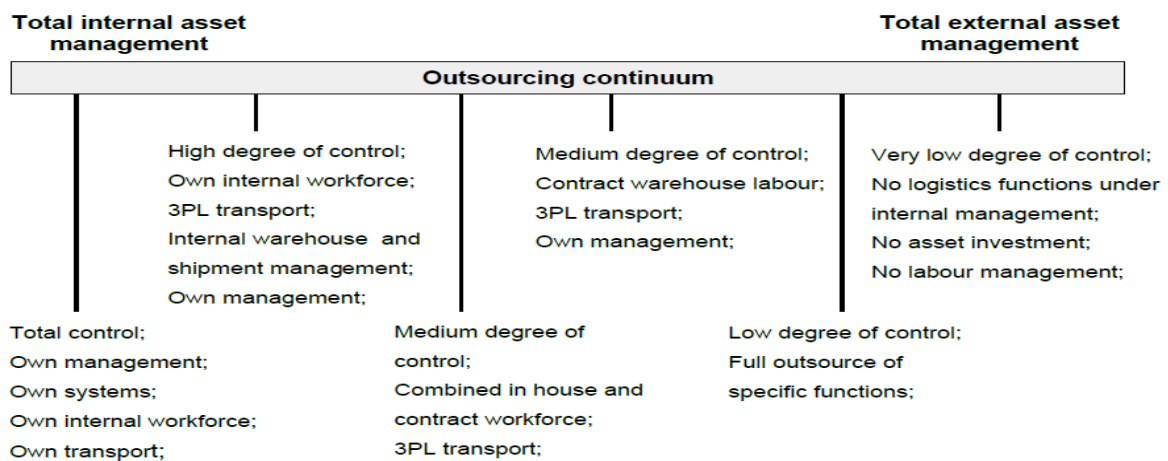 Total internal asset
management
Total external asset
management
Outsourcing continuum
High degree of control;
Own internal workforce;
3PL transport;
Internal warehouse and
shipment management;
Own management;
Medium degree of control;
Contract warehouse labour;
3PL transport;
Own management;
Very low degree of control;
No logistics functions under
internal management;
No asset investment;
No labour management;
Total control;
Own management;
Own systems;
Own internal workforce;
Own transport;
Medium degree of
control;
Combined in house and
contract workforce;
3PL transport;
Low degree of control;
Full outsource of
specific functions;